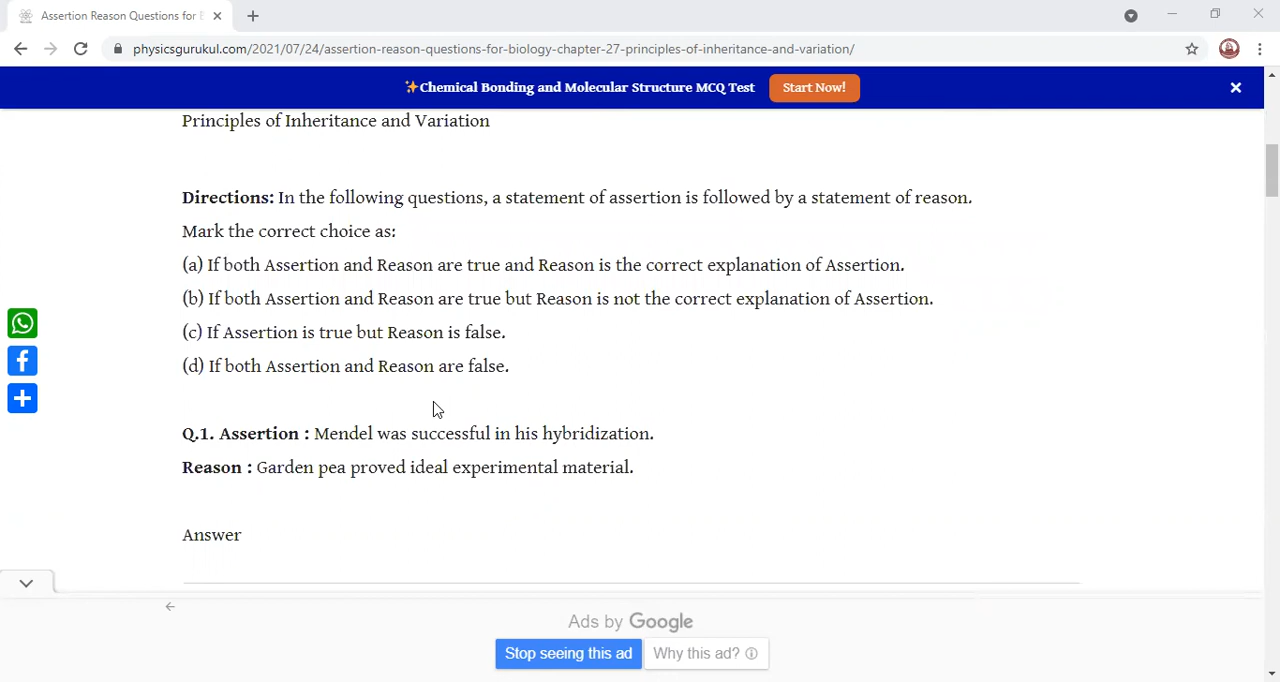 Assertion Reason Questions for B
physicsgurukul.com/2021/07/24/assertion-reason-questions-for-biology-chapter-27-principles-of-inheritance-and-variation/
✨Chemical Bonding and Molecular Structure MCQ Test Start Now!
Principles of Inheritance and Variation
Directions: In the following questions, a statement of assertion is followed by a statement of reason.
Mark the correct choice as:
(a) If both Assertion and Reason are true and Reason is the correct explanation of Assertion.
(b) If both Assertion and Reason are true but Reason is not the correct explanation of Assertion.
(c) If Assertion is true but Reason is false.
(d) If both Assertion and Reason are false.
Q.1. Assertion : Mendel was successful in his hybridization.
Reason : Garden pea proved ideal experimental material.
Answer
Ads by Google
Stop seeing this ad Why this ad?